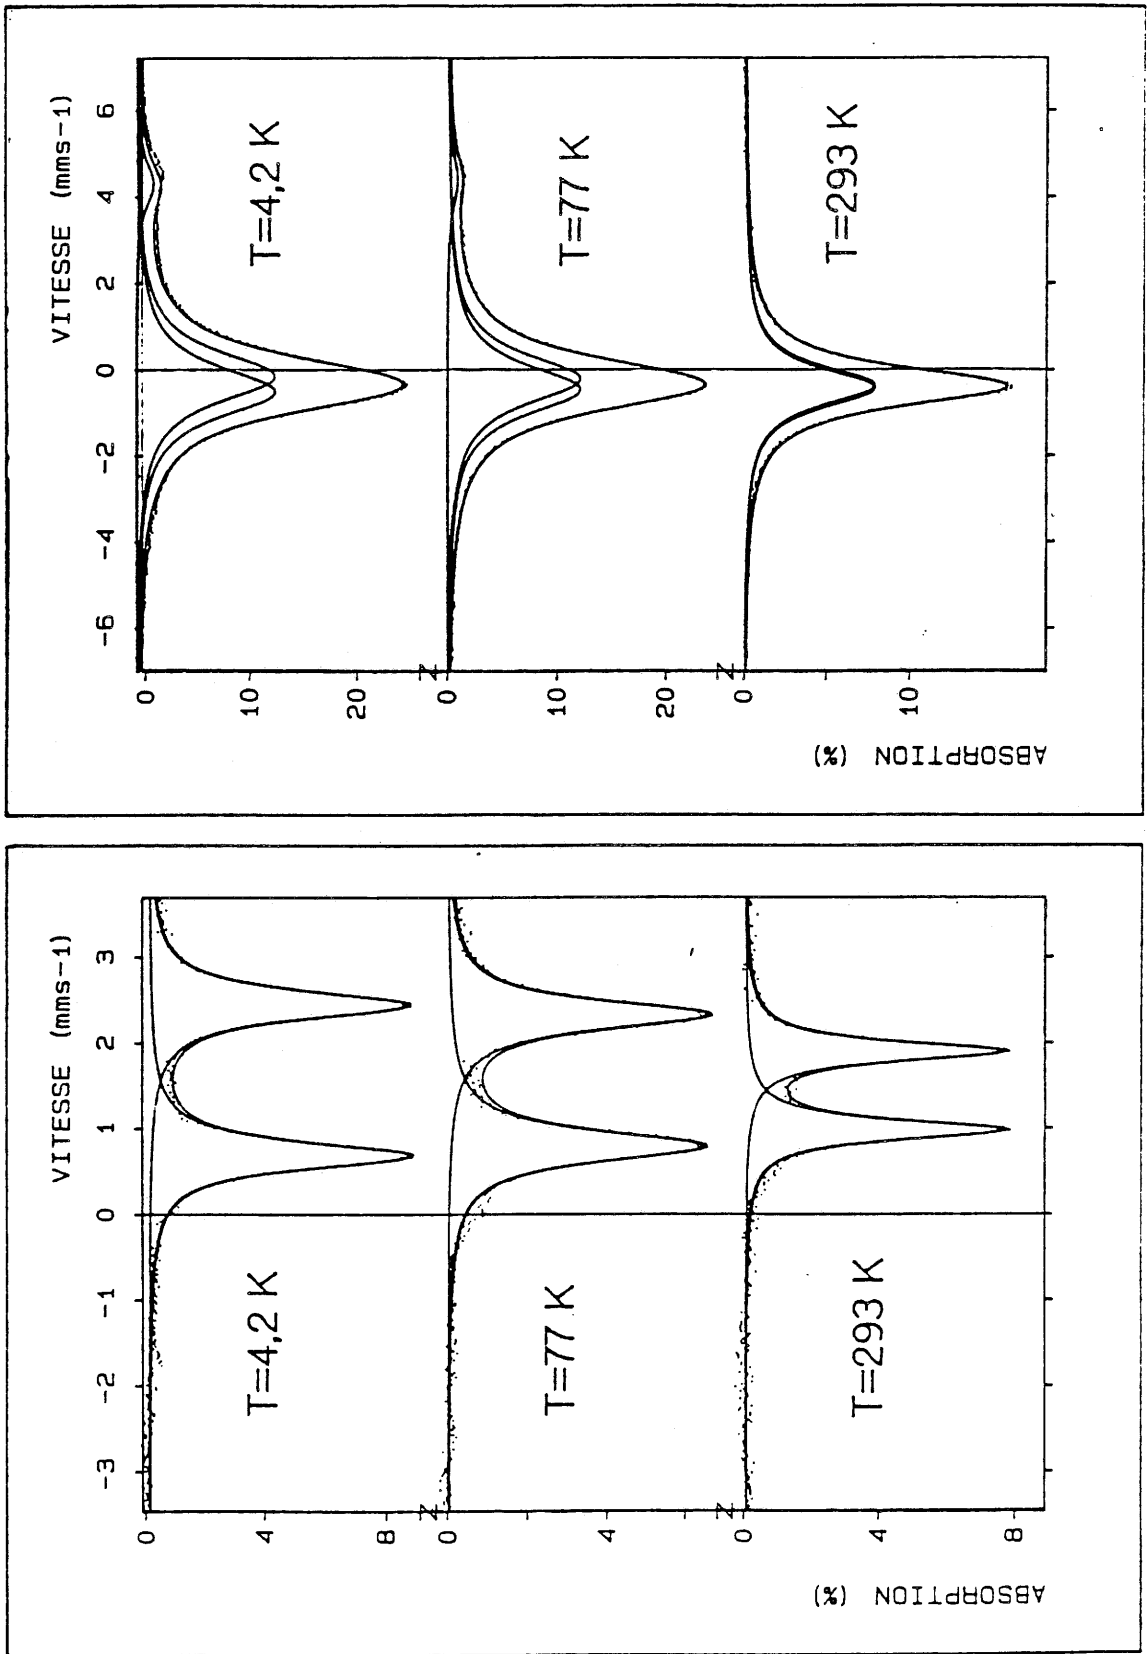 VITESSE (mms-1)
-6 -4 -2 0 2 4 6
T=4,2 K
0 10 20
T=77 K
0 10 20
T=293 K
0 10
ABSORPTION (%)
VITESSE (mms-1)
-3 -2 -1 0 1 2 3
T=4,2 K
0 4 8
T=77 K
0 4
T=293 K
0 4 8
ABSORPTION (%)